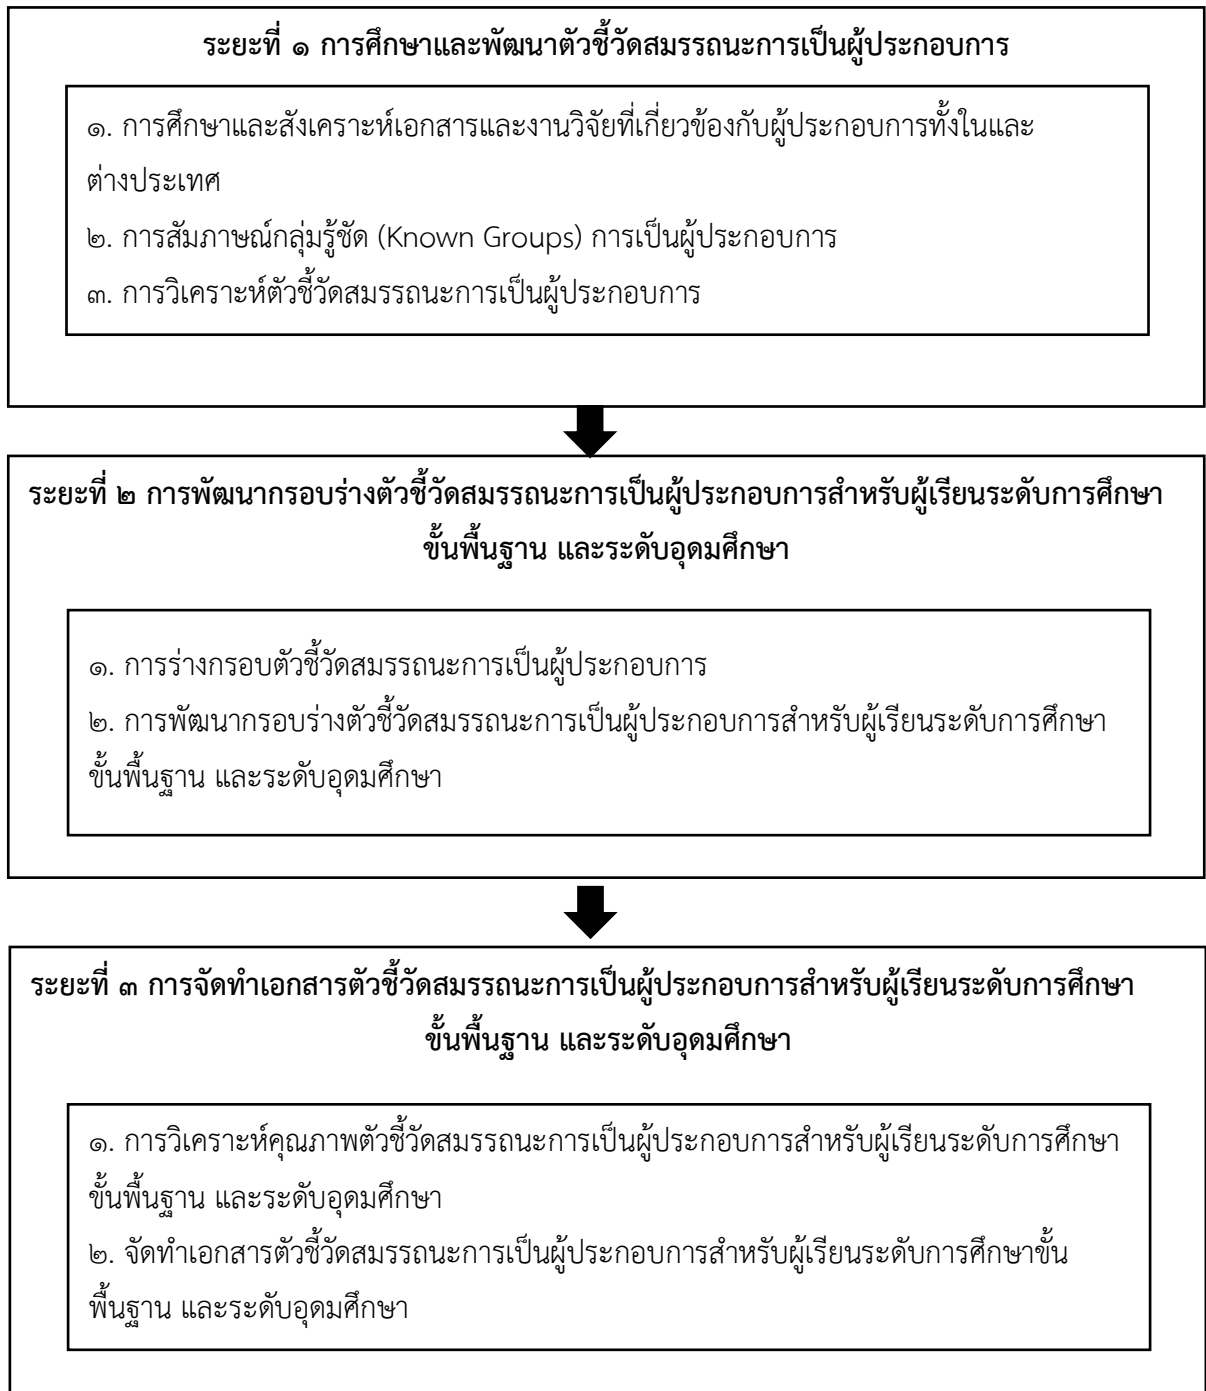 ระยะที่ ๑ การศึกษาและพัฒนาตัวชี้วัดสมรรถนะการเป็นผู้ประกอบการ
๑. การศึกษาและสังเคราะห์เอกสารและงานวิจัยที่เกี่ยวข้องกับผู้ประกอบการทั้งในและ
ต่างประเทศ
๒. การสัมภาษณ์กลุ่มรู้ชัด (Known Groups) การเป็นผู้ประกอบการ
๓. การวิเคราะห์ตัวชี้วัดสมรรถนะการเป็นผู้ประกอบการ
ระยะที่ ๒ การพัฒนากรอบร่างตัวชี้วัดสมรรถนะการเป็นผู้ประกอบการสำหรับผู้เรียนระดับการศึกษา
ขั้นพื้นฐาน และระดับอุดมศึกษา
๑. การร่างกรอบตัวชี้วัดสมรรถนะการเป็นผู้ประกอบการ
๒. การพัฒนากรอบร่างตัวชี้วัดสมรรถนะการเป็นผู้ประกอบการสำหรับผู้เรียนระดับการศึกษา
ขั้นพื้นฐาน และระดับอุดมศึกษา
ระยะที่ ๓ การจัดทำเอกสารตัวชี้วัดสมรรถนะการเป็นผู้ประกอบการสำหรับผู้เรียนระดับการศึกษา
ขั้นพื้นฐาน และระดับอุดมศึกษา
๑. การวิเคราะห์คุณภาพตัวชี้วัดสมรรถนะการเป็นผู้ประกอบการสำหรับผู้เรียนระดับการศึกษา
ขั้นพื้นฐาน และระดับอุดมศึกษา
๒. จัดทำเอกสารตัวชี้วัดสมรรถนะการเป็นผู้ประกอบการสำหรับผู้เรียนระดับการศึกษาขั้น
พื้นฐาน และระดับอุดมศึกษา